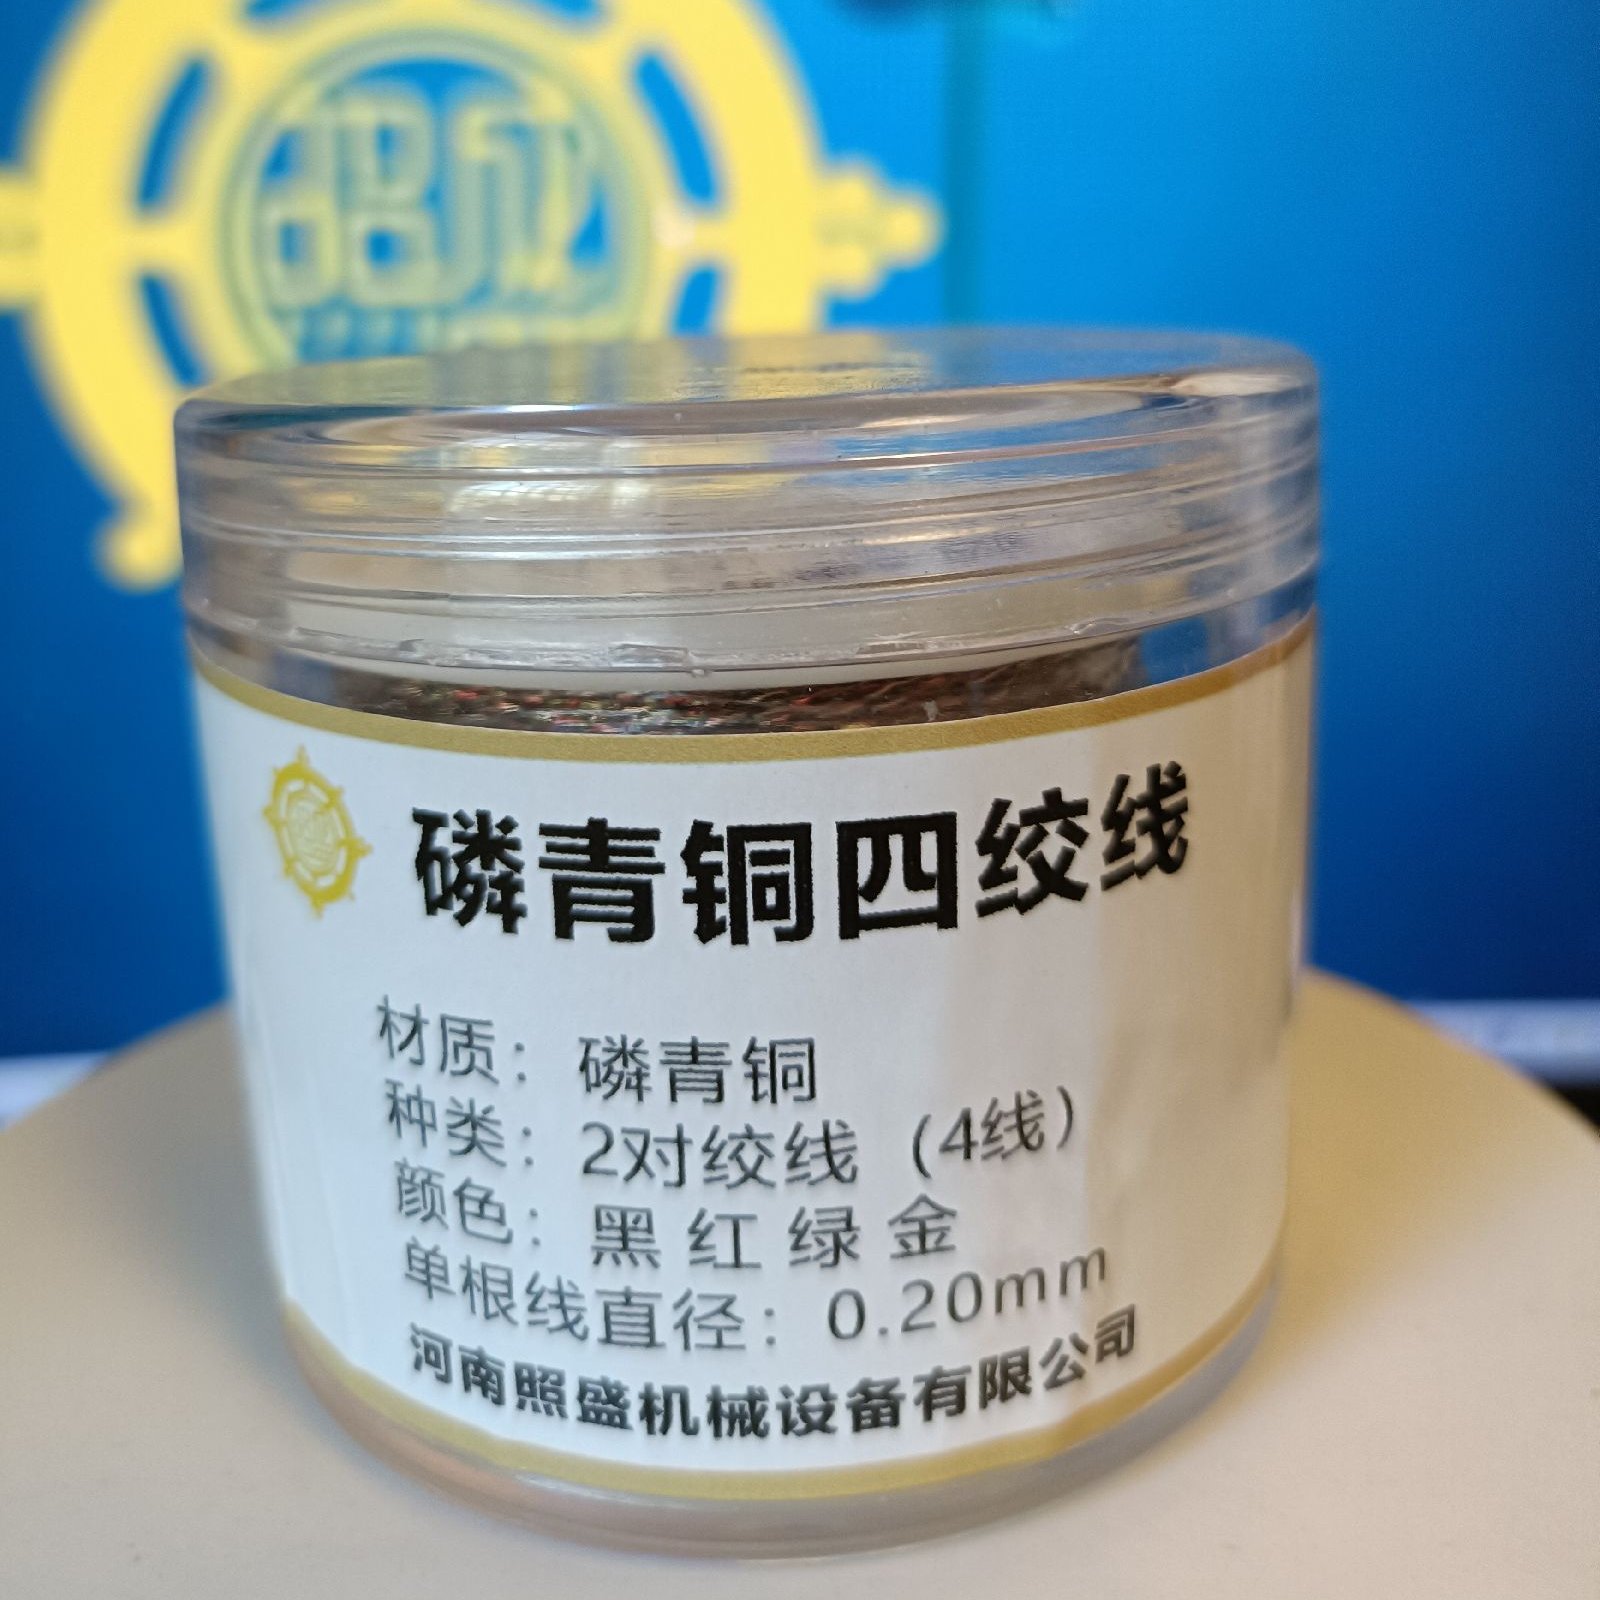 磷青铜四绞线
材质：磷青铜
种类：2对绞线（4线）
颜色：黑 红 绿 金
单根线直径：0.20mm
河南照盛机械设备有限公司